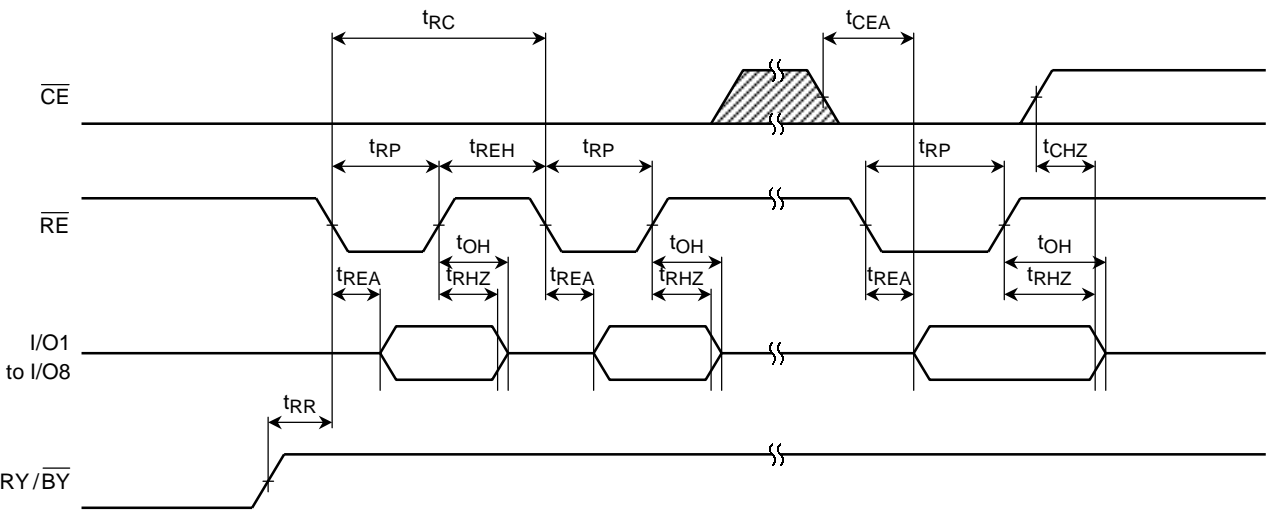 tRC
tCEA
CE
tRP
tREH
tRP
tRP
tCHZ
RE
tOH
tOH
tOH
tREA
tRHZ
tREA
tRHZ
tREA
tRHZ
I/O1
to I/O8
tRR
RY/BY